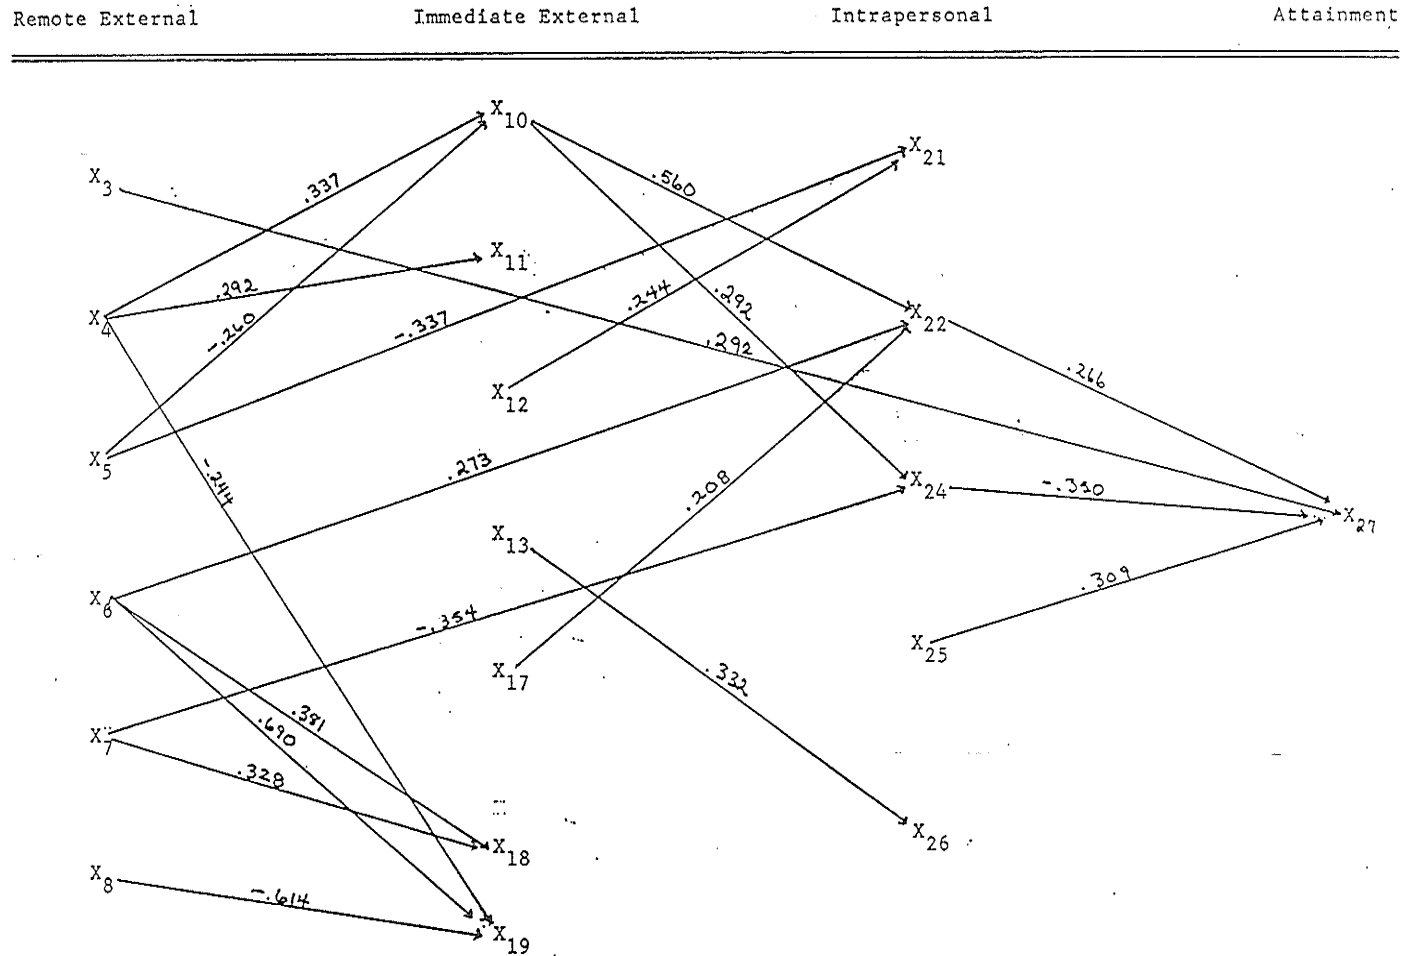 Remote External Immediate External Intrapersonal Attainment
X10
X21
X3
.337
.560
X11
.292
.244
.292
X4
-.260
-.337
X22
.292
X12
.266
X5
-.244
.273
.208
X24
-.310
X27
X13
X6
-.354
.309
X25
X17
.332
X7
.690
.381
.328
X26
X18
X8
-.614
X19